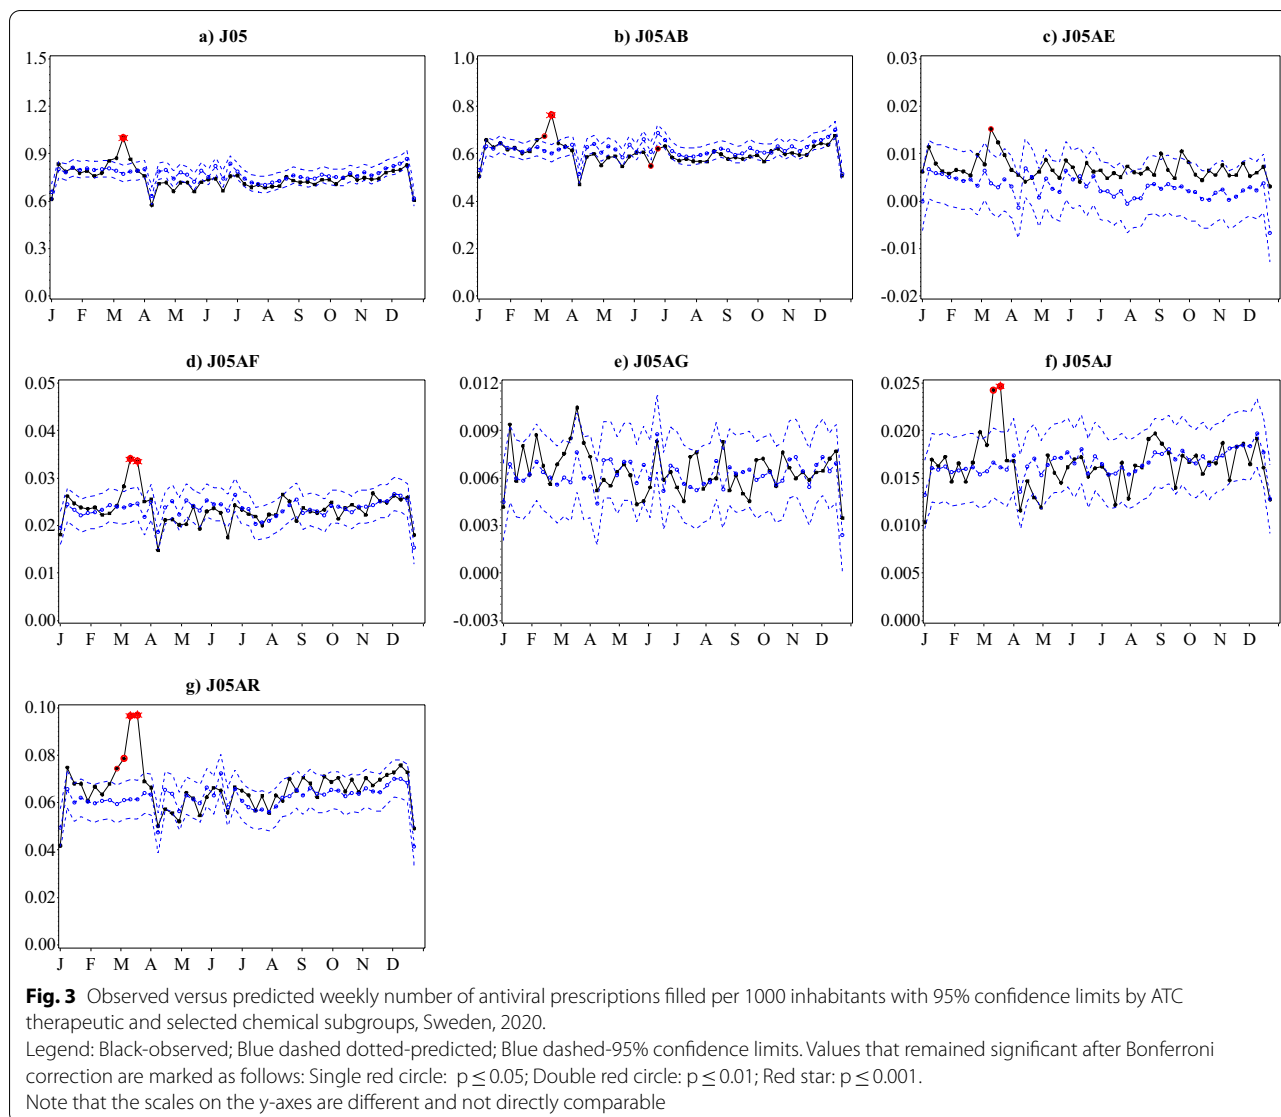 a) J05
1.5
1.2
0.9
0.6
0.3
0.0
J F M A M J J A S O N D
b) J05AB
1.0
0.8
0.6
0.4
0.2
0.0
J F M A M J J A S O N D
c) J05AE
0.03
0.02
0.01
0.00
-0.01
-0.02
J F M A M J J A S O N D
d) J05AF
0.05
0.04
0.03
0.02
0.01
0.00
J F M A M J J A S O N D
e) J05AG
0.012
0.009
0.006
0.003
0.000
-0.003
J F M A M J J A S O N D
f) J05AJ
0.025
0.020
0.015
0.010
0.005
0.000
J F M A M J J A S O N D
g) J05AR
0.10
0.08
0.06
0.04
0.02
0.00
J F M A M J J A S O N D
Fig. 3 Observed versus predicted weekly number of antiviral prescriptions filled per 1000 inhabitants with 95% confidence limits by ATC
therapeutic and selected chemical subgroups, Sweden, 2020.
Legend: Black-observed; Blue dashed dotted-predicted; Blue dashed-95% confidence limits. Values that remained significant after Bonferroni
correction are marked as follows: Single red circle: p ≤ 0.05; Double red circle: p ≤ 0.01; Red star: p ≤ 0.001.
Note that the scales on the y-axes are different and not directly comparable